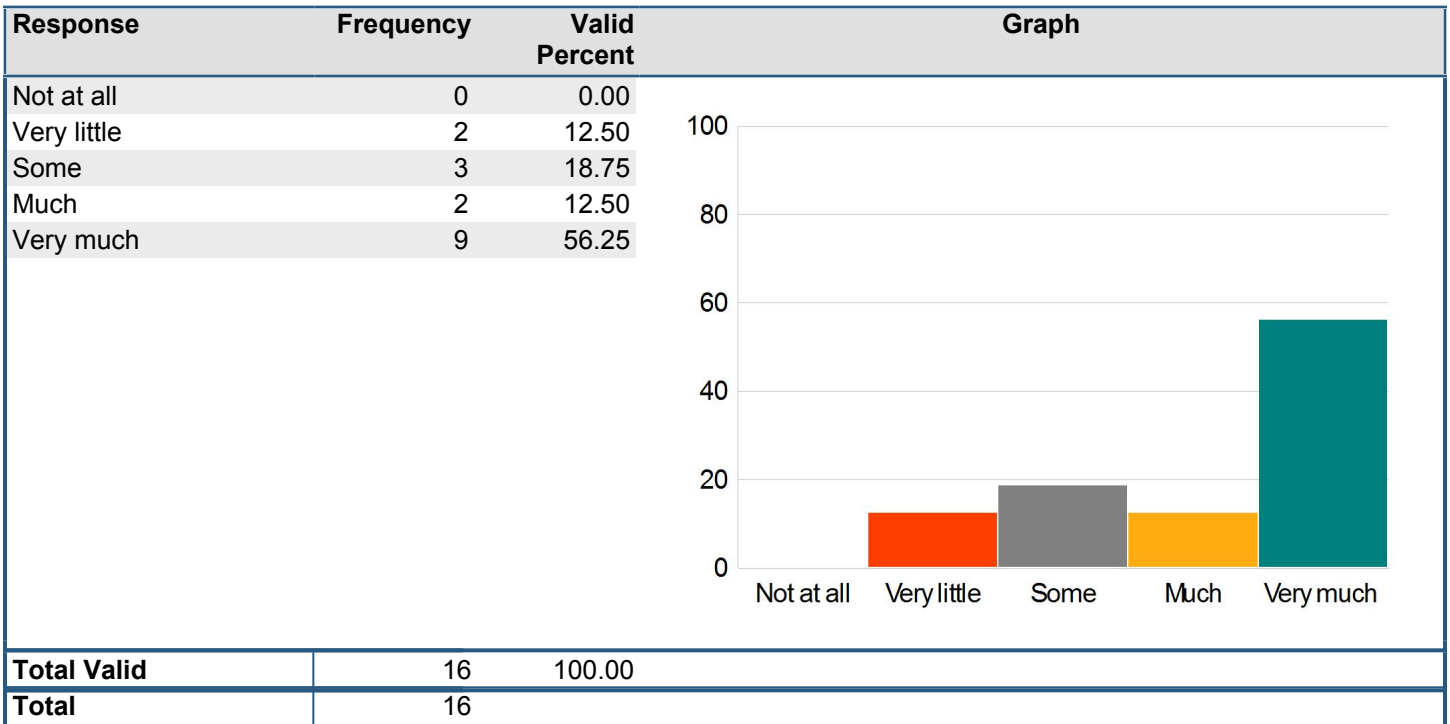 Response Frequency Valid Percent Graph
Not at all 0 0.00
Very little 2 12.50
Some 3 18.75
Much 2 12.50
Very much 9 56.25
100
80
60
40
20
0
Not at all Very little Some Much Very much
Total Valid 16 100.00
Total 16